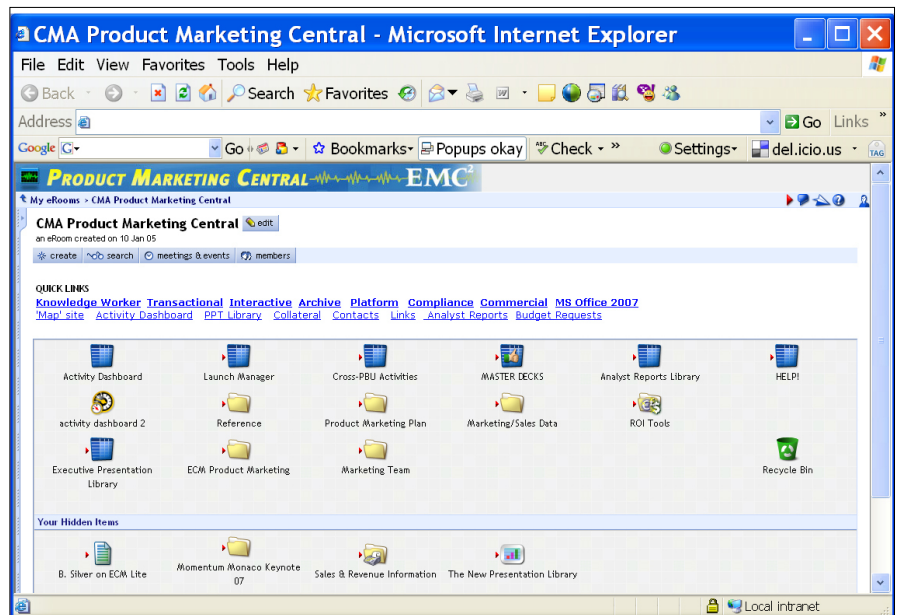 CMA Product Marketing Central - Microsoft Internet Explorer
File Edit View Favorites Tools Help
Back Search Favorites
Address Go Links »
Google G Go Bookmarks Popups okay ABC Check » Settings del.icio.us TAG
PRODUCT MARKETING CENTRAL EMC²
My eRooms > CMA Product Marketing Central
CMA Product Marketing Central edit
an eRoom created on 10 Jan 05
create search meetings & events members
QUICK LINKS
Knowledge Worker Transactional Interactive Archive Platform Compliance Commercial MS Office 2007
'Map' site Activity Dashboard PPT Library Collateral Contacts Links Analyst Reports Budget Requests
Activity Dashboard Launch Manager Cross-PBU Activities MASTER DECKS Analyst Reports Library HELP!
activity dashboard 2 Reference Product Marketing Plan Marketing/Sales Data ROI Tools
Executive Presentation ECM Product Marketing Marketing Team Recycle Bin
Library
Your Hidden Items
B. Silver on ECM Lite Momentum Monaco Keynote Sales & Revenue Information The New Presentation Library
07
Local intranet